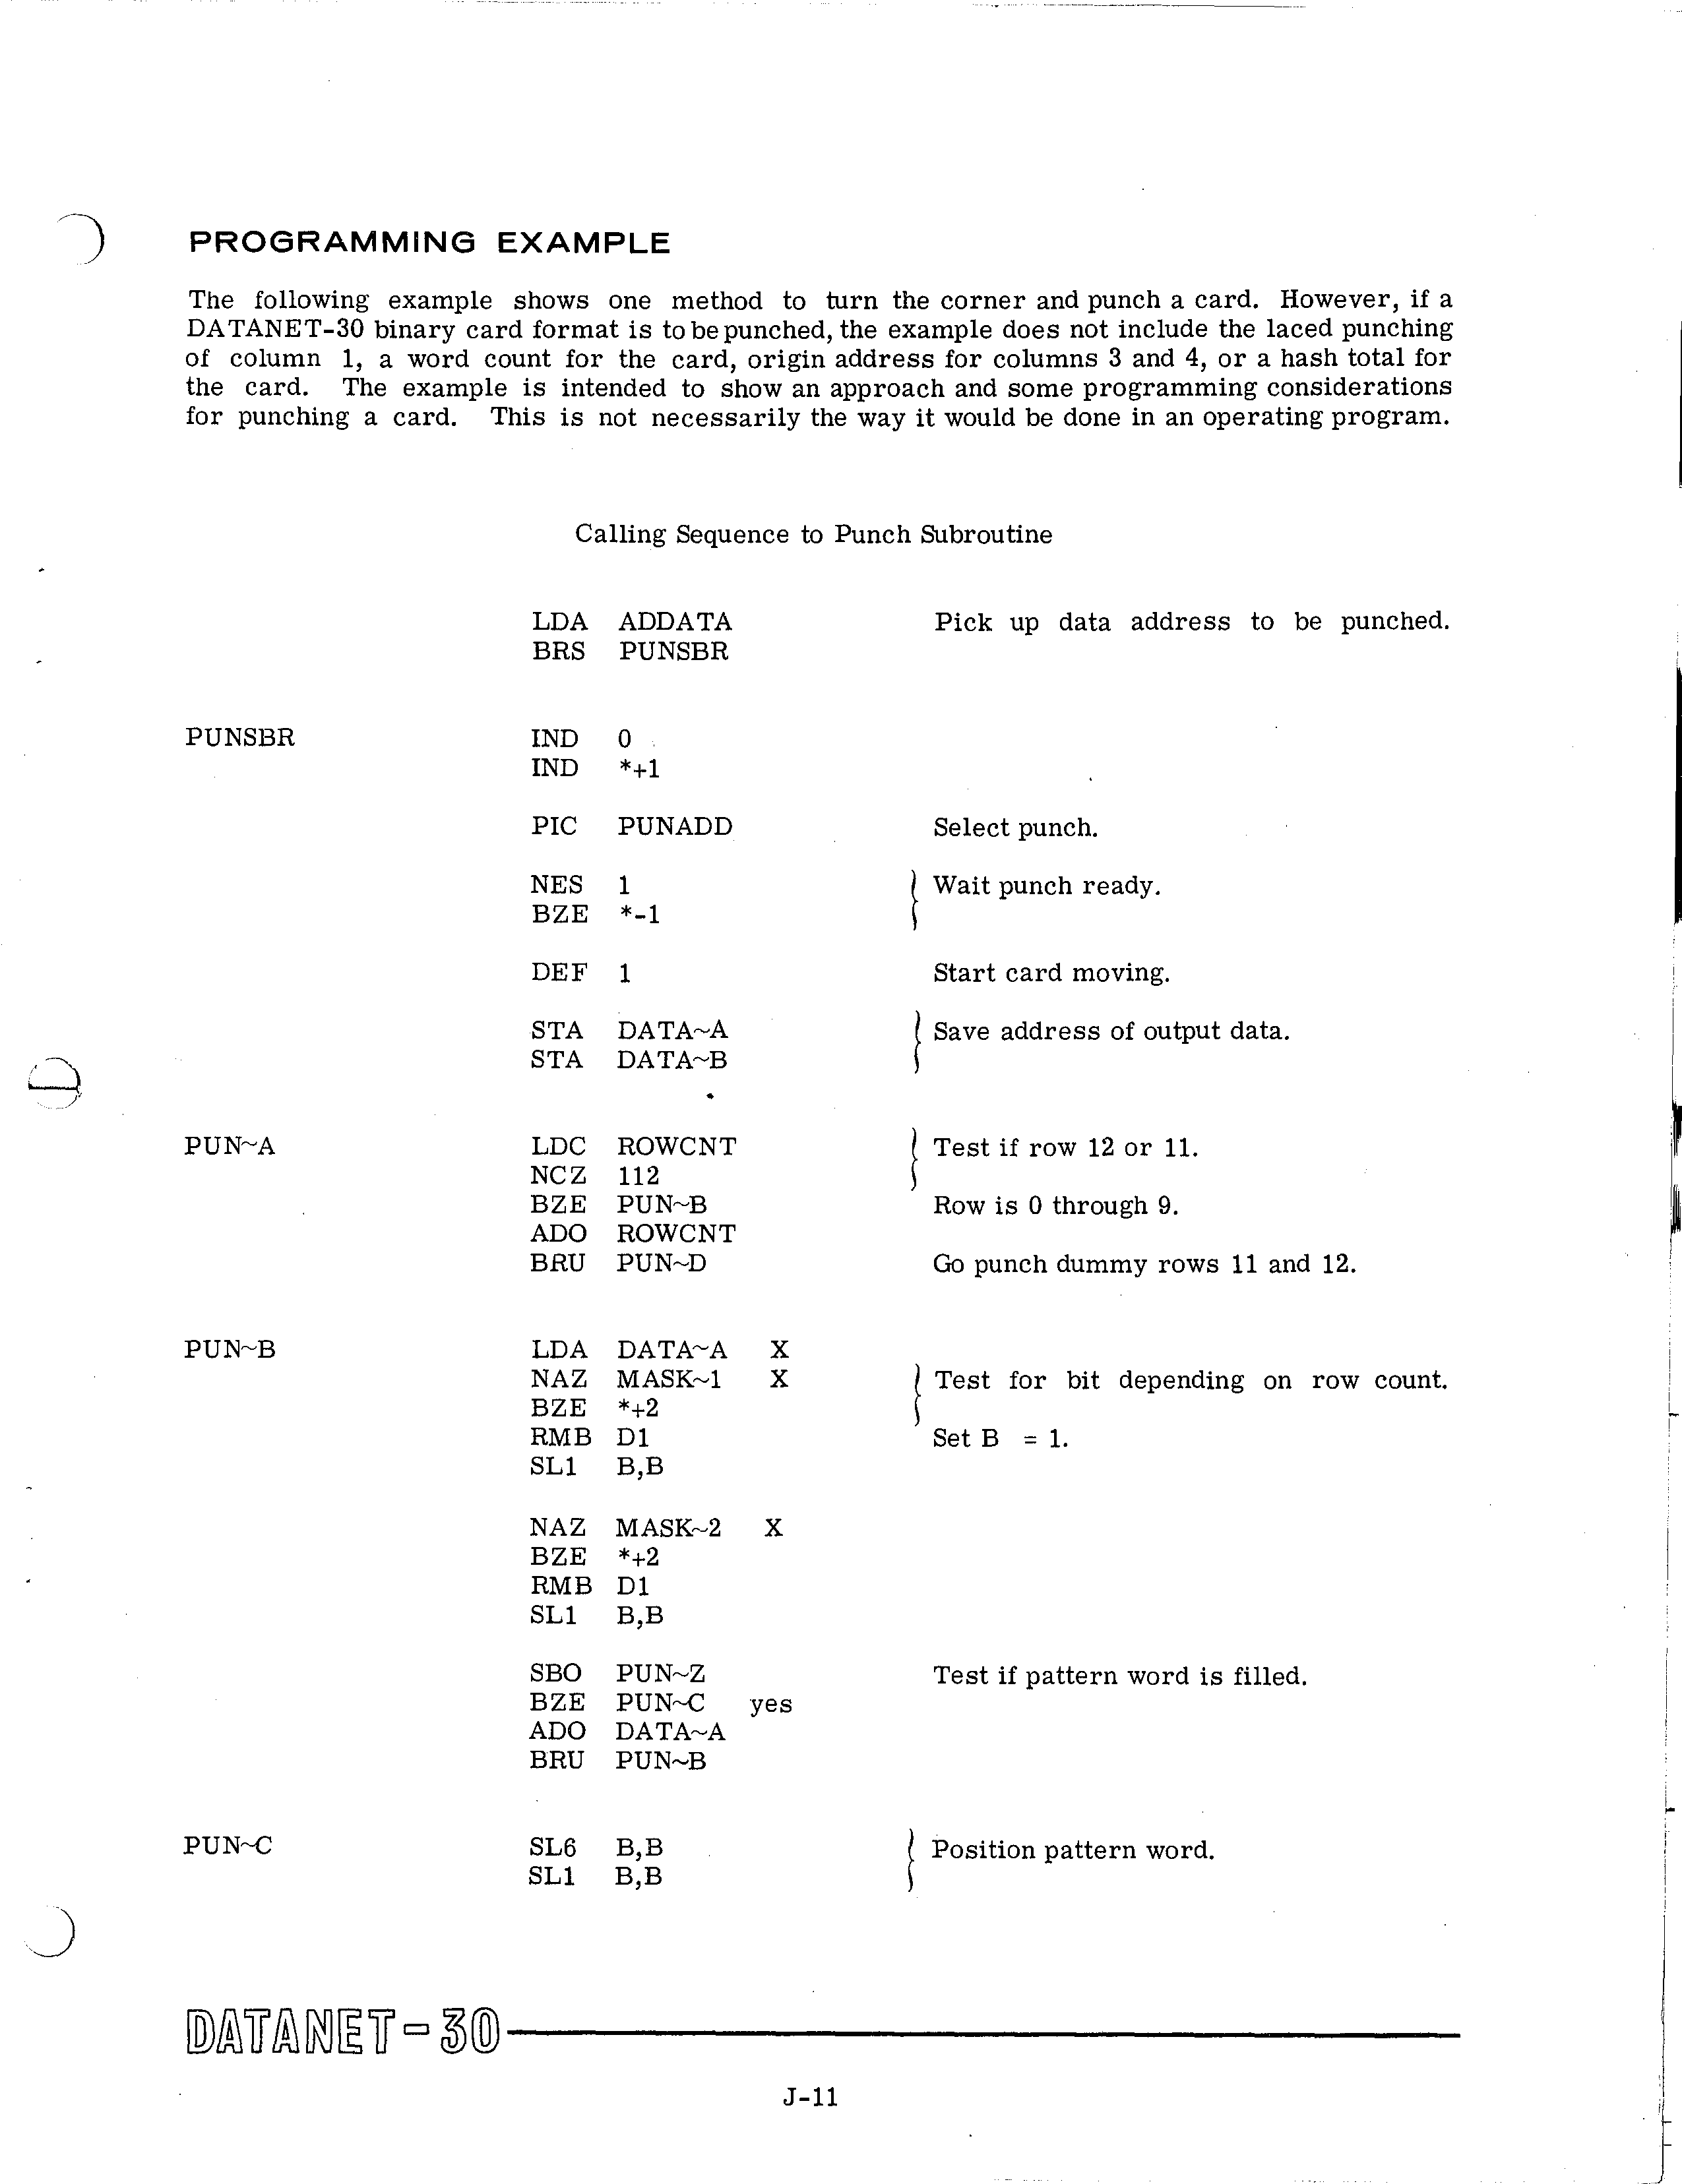 PROGRAMMING EXAMPLE
The following example shows one method to turn the corner and punch a card. However, if a
DATANET-30 binary card format is to be punched, the example does not include the laced punching
of column 1, a word count for the card, origin address for columns 3 and 4, or a hash total for
the card. The example is intended to show an approach and some programming considerations
for punching a card. This is not necessarily the way it would be done in an operating program.
Calling Sequence to Punch Subroutine
LDA ADDATA Pick up data address to be punched.
BRS PUNSBR
PUNSBR IND 0
IND *+1
PIC PUNADD Select punch.
NES 1 Wait punch ready.
BZE *-1
DEF 1 Start card moving.
STA DATA~A Save address of output data.
STA DATA~B
PUN~A LDC ROWCNT Test if row 12 or 11.
NCZ 112
BZE PUN~B Row is 0 through 9.
ADO ROWCNT
BRU PUN~D Go punch dummy rows 11 and 12.
PUN~B LDA DATA~A X
NAZ MASK~1 X Test for bit depending on row count.
BZE *+2
RMB D1 Set B = 1.
SL1 B,B
NAZ MASK~2 X
BZE *+2
RMB D1
SL1 B,B
SBO PUN~Z Test if pattern word is filled.
BZE PUN~C yes
ADO DATA~A
BRU PUN~B
PUN~C SL6 B,B Position pattern word.
SL1 B,B
DATANET-30
J-11